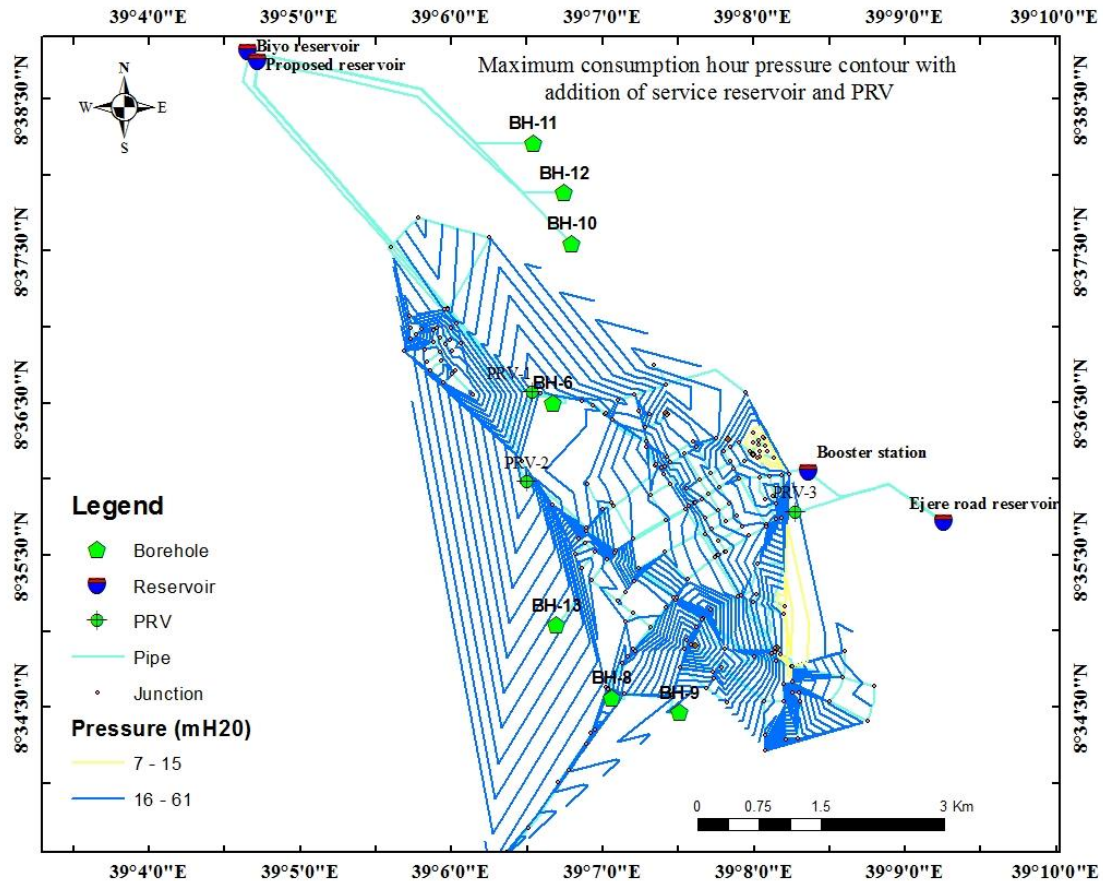 39°4'0"E 39°5'0"E 39°6'0"E 39°7'0"E 39°8'0"E 39°9'0"E 39°10'0"E
Biyo reservoir
Proposed reservoir
Maximum consumption hour pressure contour with
addition of service reservoir and PRV
N
W E
S
8°38'30"N 8°38'30"N
BH-11
BH-12
BH-10
8°37'30"N 8°37'30"N
PRV-1
BH-6
8°36'30"N 8°36'30"N
Booster station
PRV-2
PRV-3
Ejere road reservoir
Legend
Borehole
8°35'30"N 8°35'30"N
Reservoir
BH-13
PRV
Pipe
BH-8
BH-9
Junction
8°34'30"N 8°34'30"N
Pressure (mH20)
7 - 15
16 - 61
0 0.75 1.5 3 Km
39°4'0"E 39°5'0"E 39°6'0"E 39°7'0"E 39°8'0"E 39°9'0"E 39°10'0"E